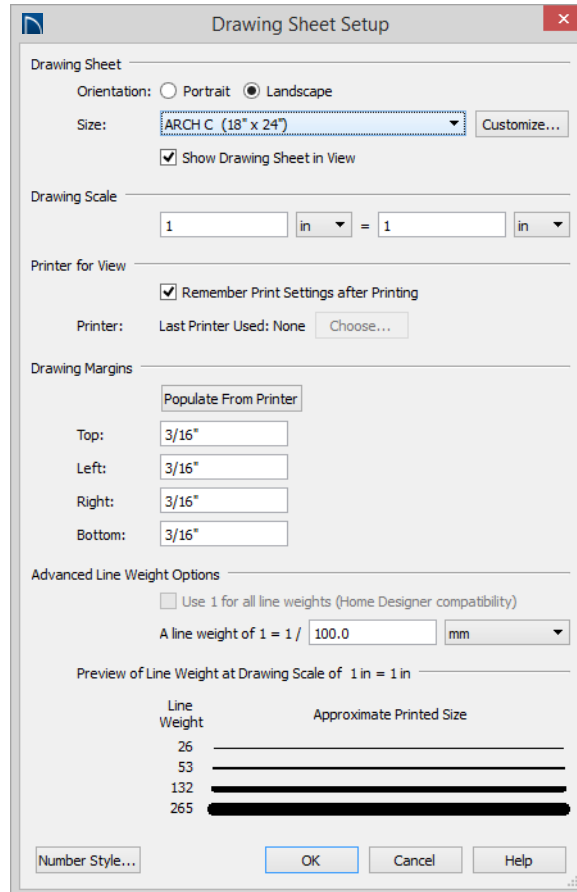 Drawing Sheet Setup
Drawing Sheet
Orientation: Portrait Landscape
Size: ARCH C (18" x 24") Customize...
Show Drawing Sheet in View
Drawing Scale
1 in = 1 in
Printer for View
Remember Print Settings after Printing
Printer: Last Printer Used: None Choose...
Drawing Margins
Populate From Printer
Top: 3/16"
Left: 3/16"
Right: 3/16"
Bottom: 3/16"
Advanced Line Weight Options
Use 1 for all line weights (Home Designer compatibility)
A line weight of 1 = 1 / 100.0 mm
Preview of Line Weight at Drawing Scale of 1 in = 1 in
Line
Weight Approximate Printed Size
26
53
132
265
Number Style... OK Cancel Help